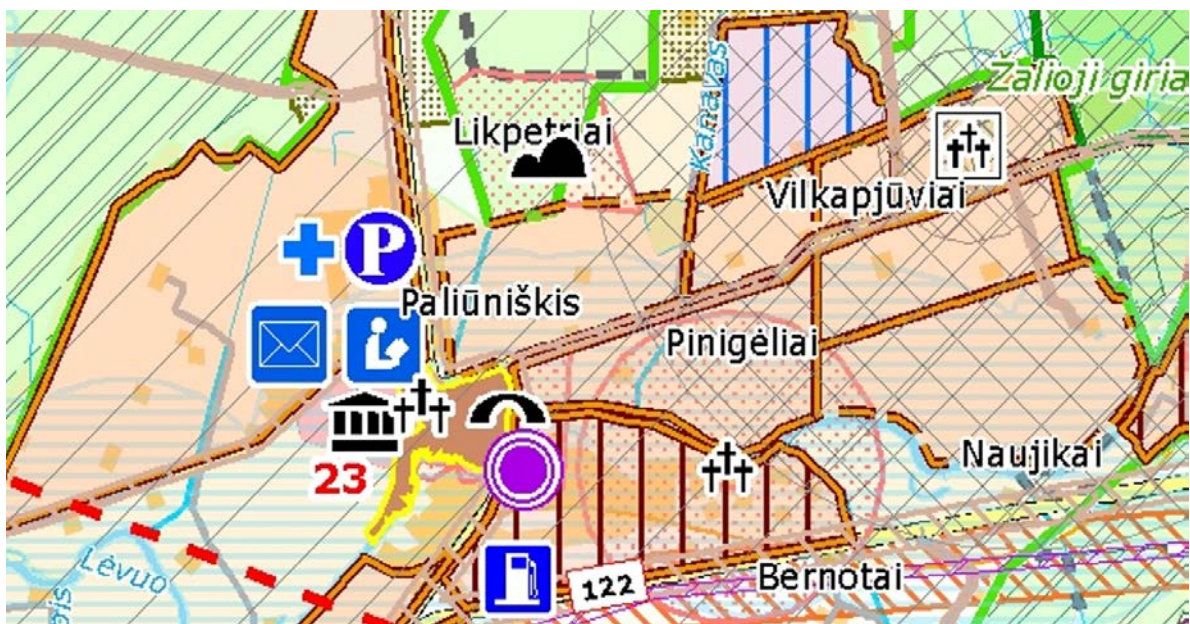 Kanavas
Žalioji giria
Likpetriai
Vilkapjūviai
P
Paliūniškis
Pinigėliai
23
Naujikai
Lėvuo
122
Bernotai